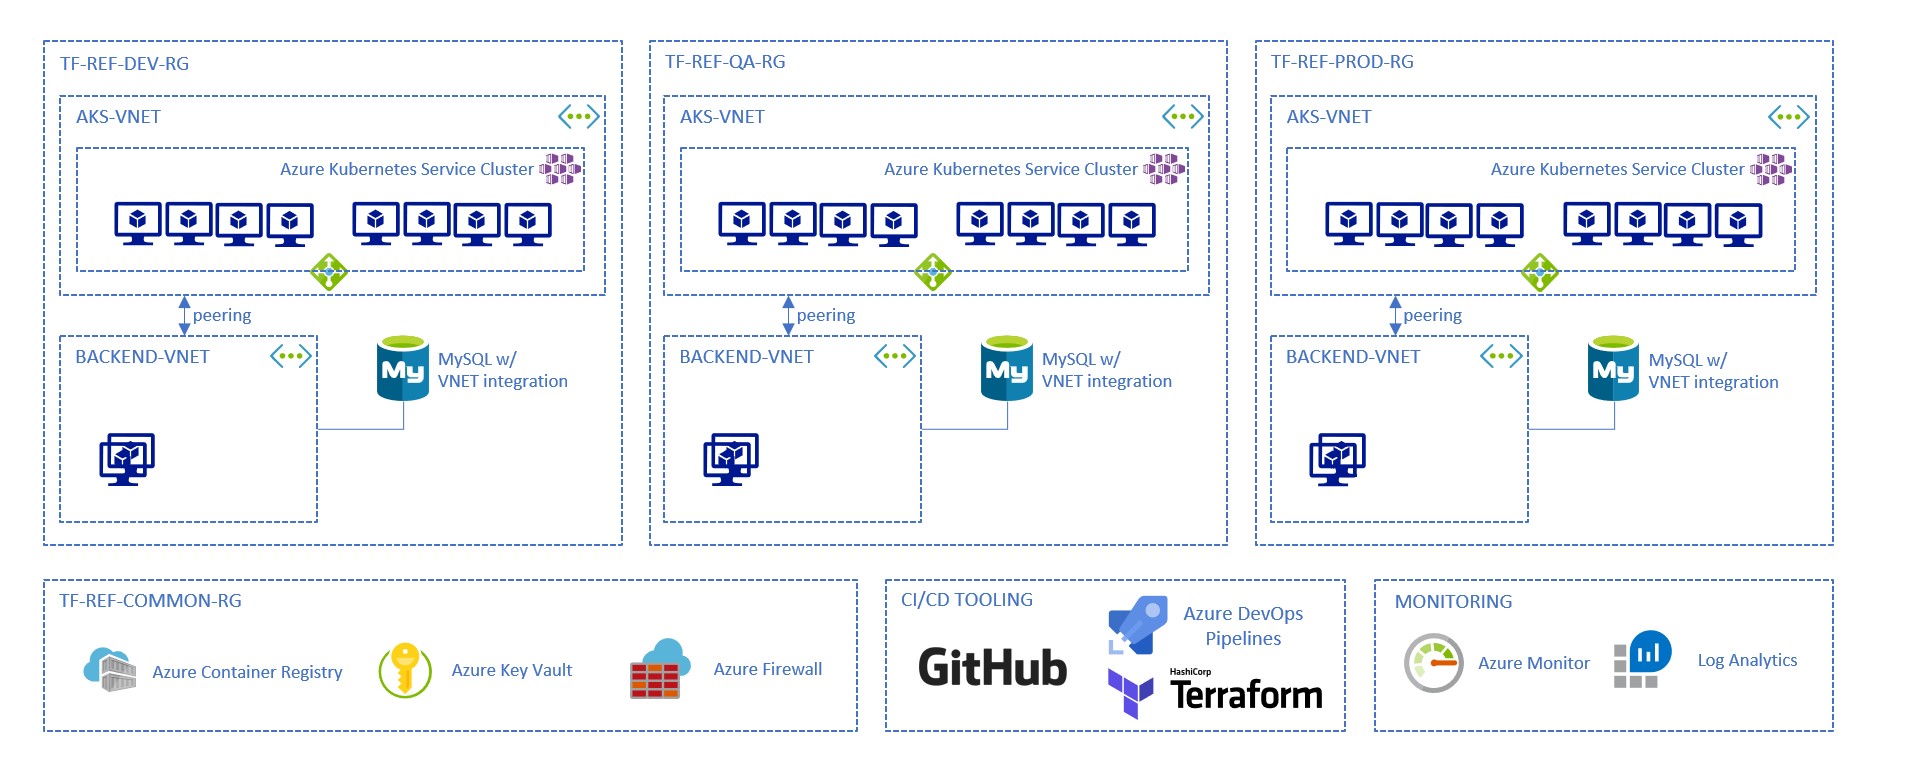 TF-REF-DEV-RG
AKS-VNET
Azure Kubernetes Service Cluster
peering
BACKEND-VNET
My
MySQL w/
VNET integration
TF-REF-QA-RG
AKS-VNET
Azure Kubernetes Service Cluster
peering
BACKEND-VNET
My
MySQL w/
VNET integration
TF-REF-PROD-RG
AKS-VNET
Azure Kubernetes Service Cluster
peering
BACKEND-VNET
My
MySQL w/
VNET integration
TF-REF-COMMON-RG
Azure Container Registry
Azure Key Vault
Azure Firewall
CI/CD TOOLING
GitHub
Azure DevOps
Pipelines
HashiCorp
Terraform
MONITORING
Azure Monitor
Log Analytics